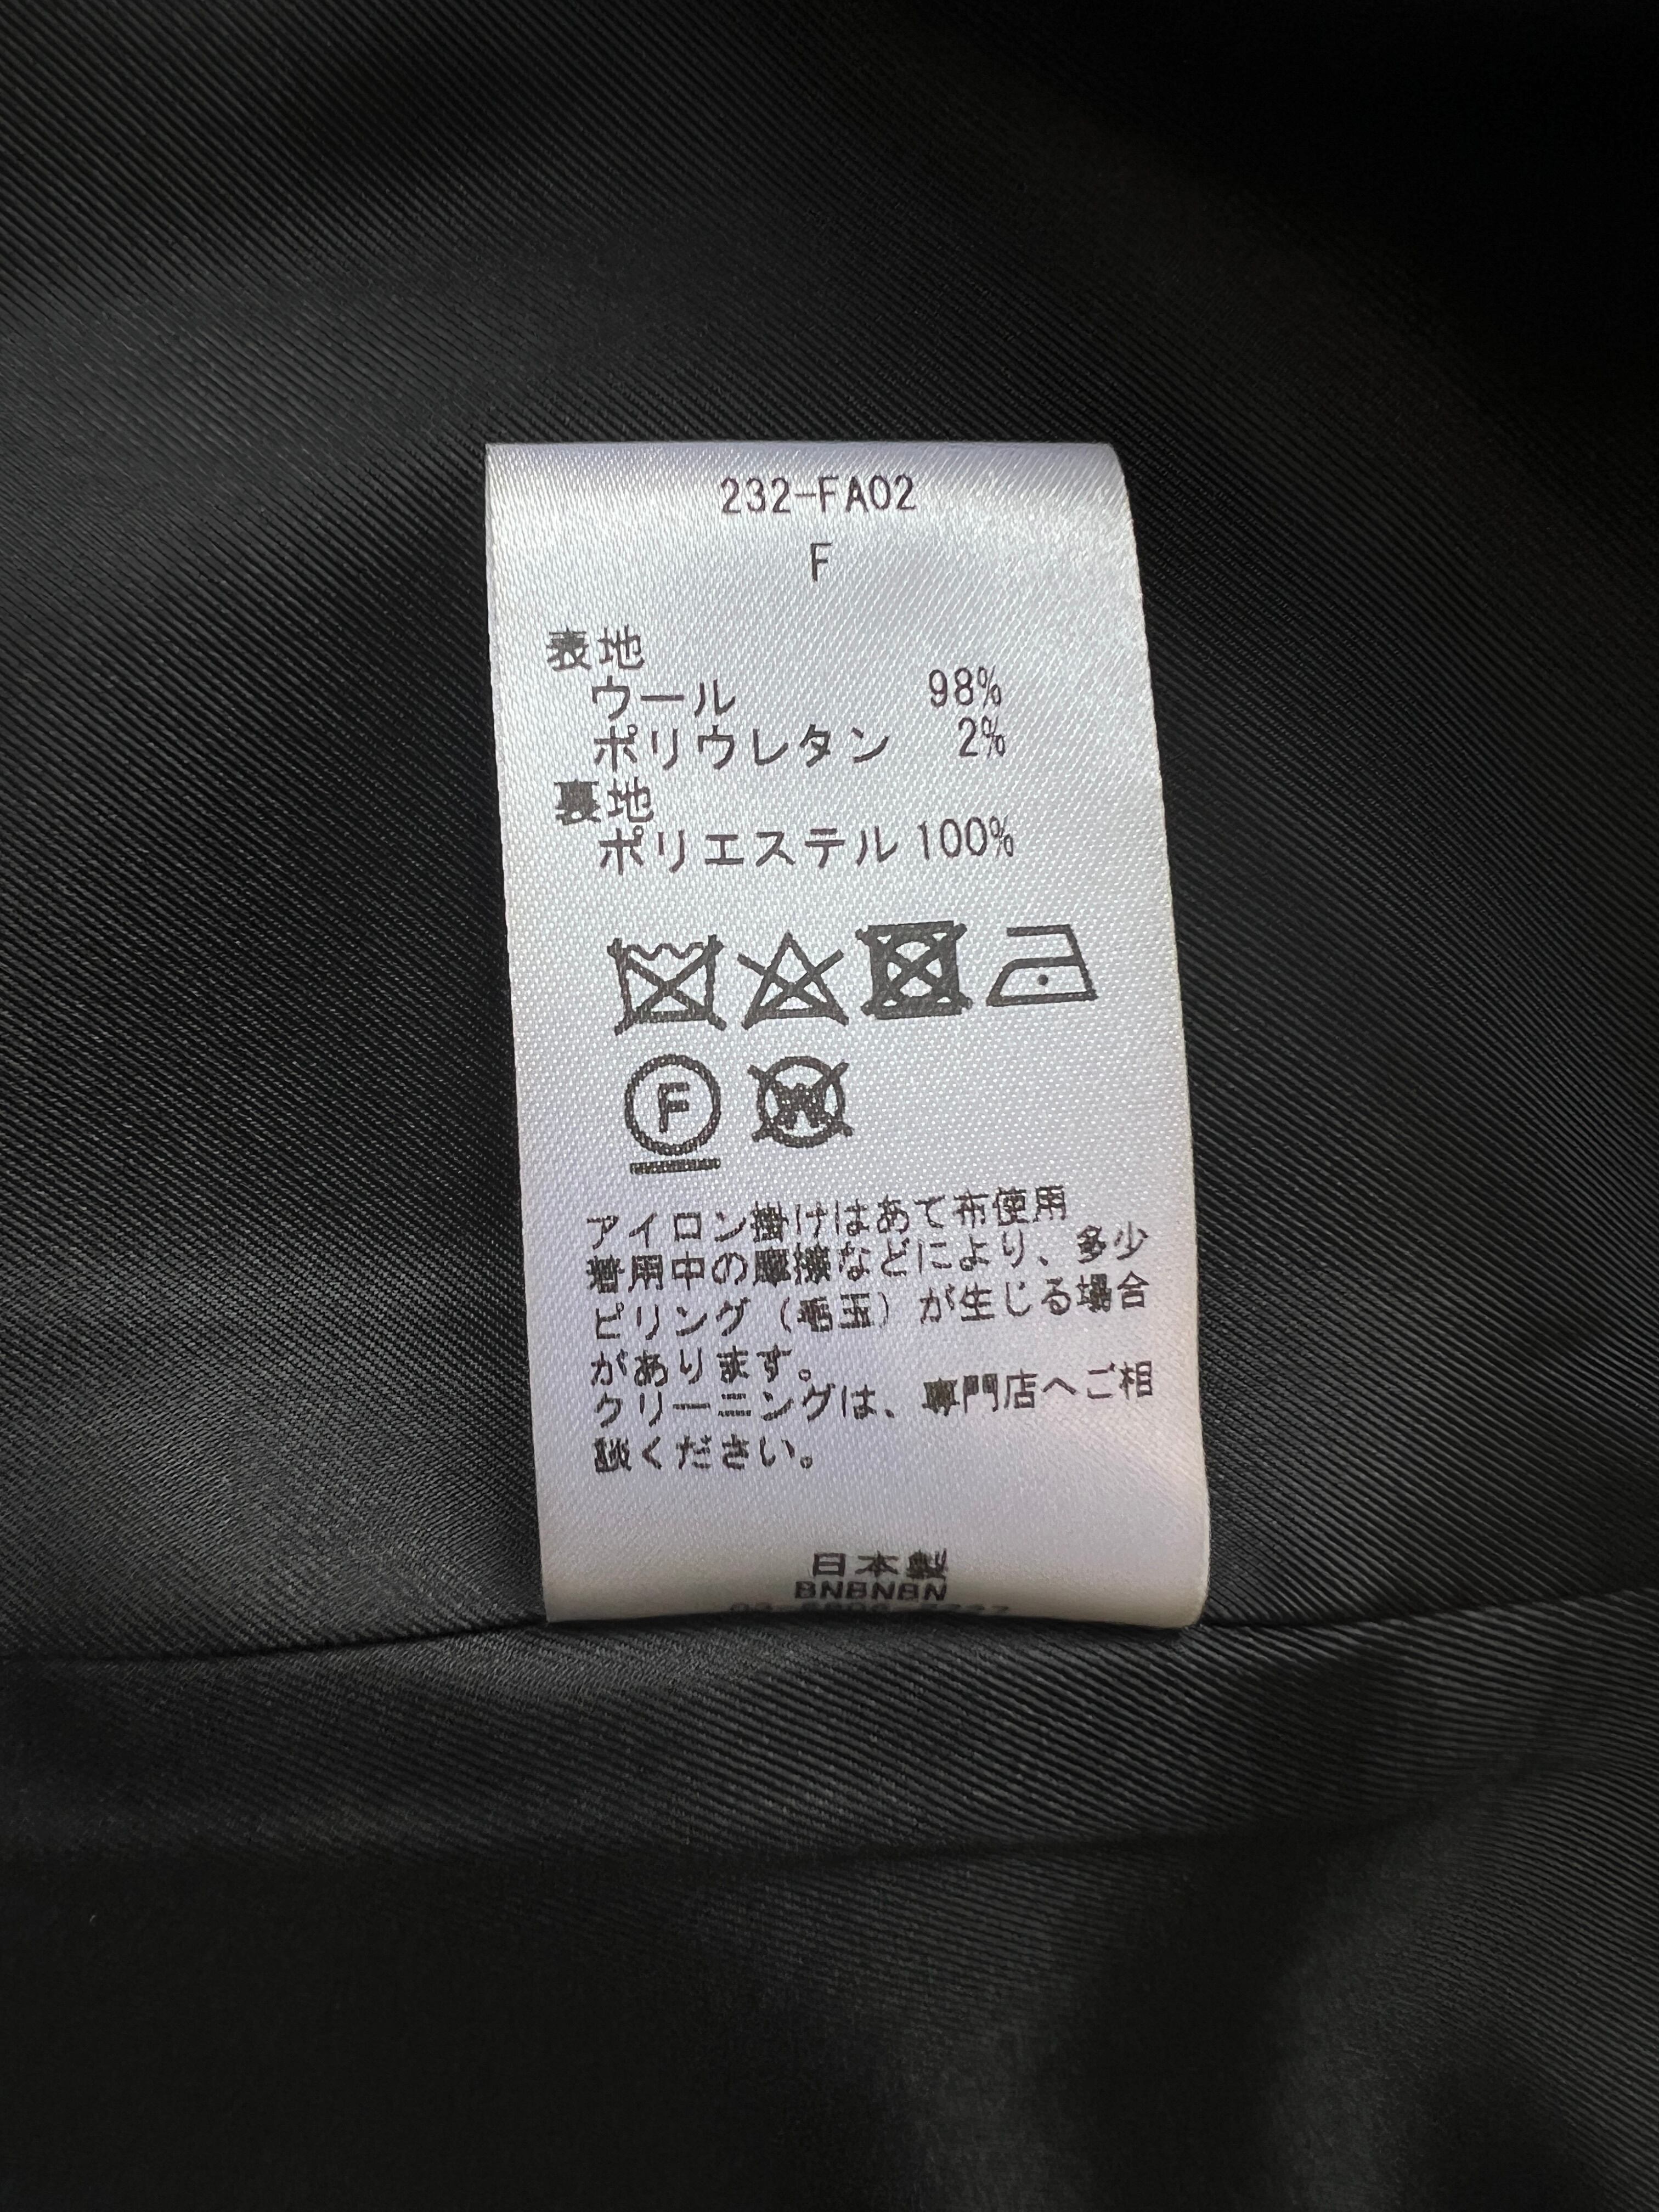 232-FA02
F
表地
ウール 98%
ポリウレタン 2%
裏地
ポリエステル 100%
F
W
アイロン掛けはあて布使用
着用中の摩擦などにより、多少
ピリング（毛玉）が生じる場合
があります。
クリーニングは、専門店へご相
談ください。
日本製
BNBNBN